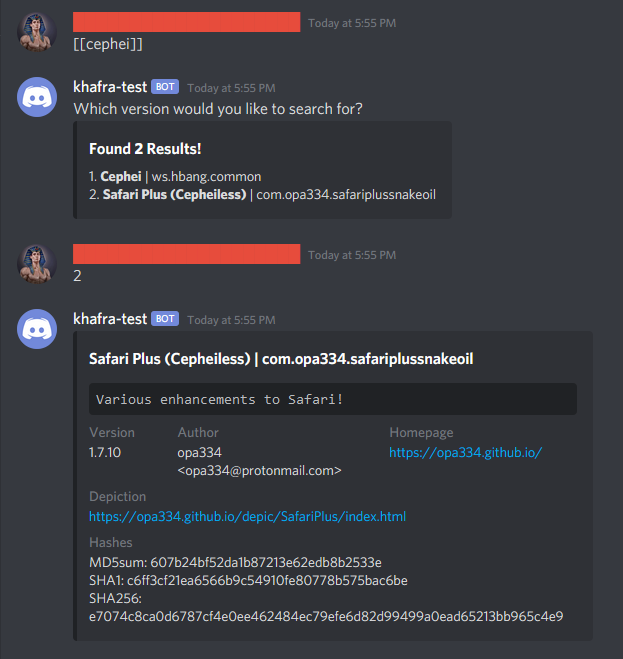 Today at 5:55 PM
[[cephei]]
khafra-test BOT Today at 5:55 PM
Which version would you like to search for?
Found 2 Results!
1. Cephei | ws.hbang.common
2. Safari Plus (Cepheiless) | com.opa334.safariplussnakeoil
Today at 5:55 PM
2
khafra-test BOT Today at 5:55 PM
Safari Plus (Cepheiless) | com.opa334.safariplussnakeoil
Various enhancements to Safari!
Version Author Homepage
1.7.10 opa334 https://opa334.github.io/
<opa334@protonmail.com>
Depiction
https://opa334.github.io/depic/SafariPlus/index.html
Hashes
MD5sum: 607b24bf52da1b87213e62edb8b2533e
SHA1: c6ff3cf21ea6566b9c54910fe80778b575bac6be
SHA256:
e7074c8ca0d6787cf4e0ee462484ec79efe6d82d99499a0ead65213bb965c4e9